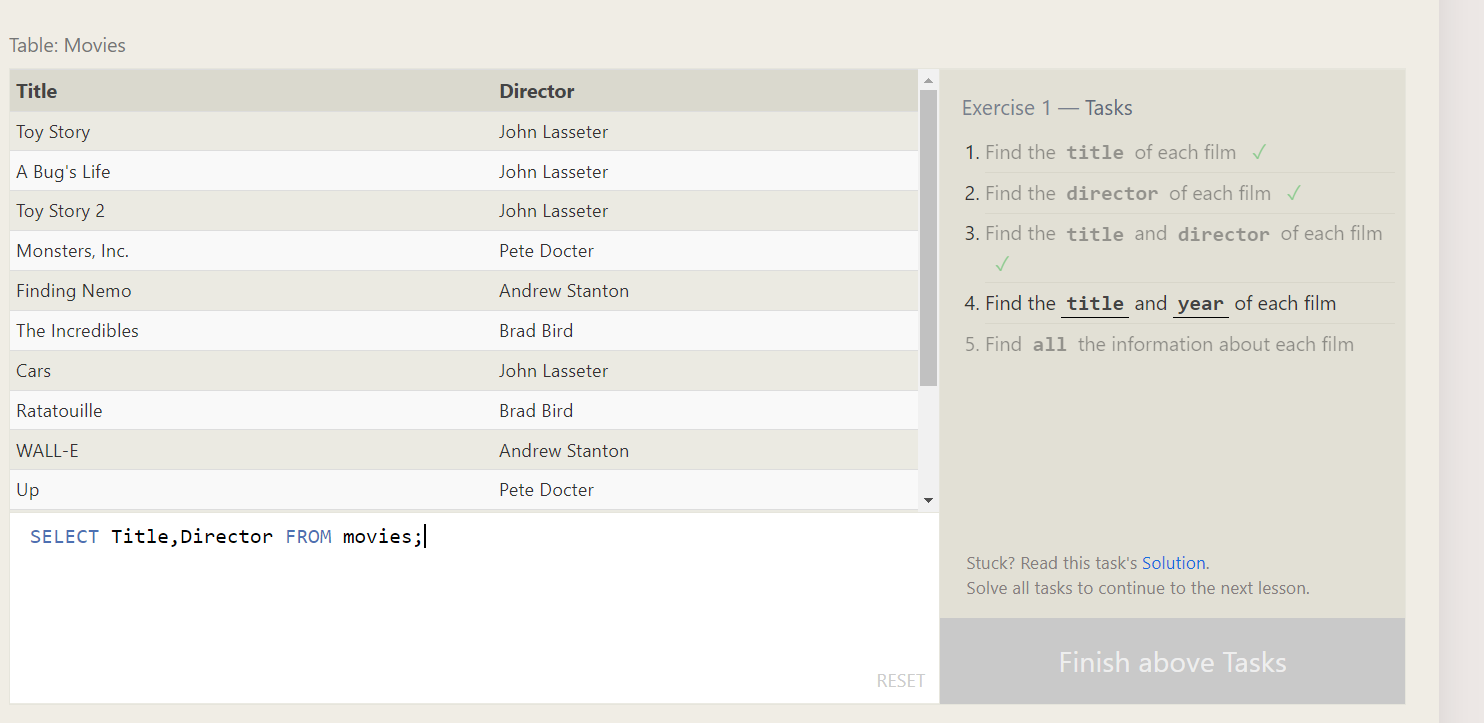 Table: Movies
Title Director
Toy Story John Lasseter
A Bug's Life John Lasseter
Toy Story 2 John Lasseter
Monsters, Inc. Pete Docter
Finding Nemo Andrew Stanton
The Incredibles Brad Bird
Cars John Lasseter
Ratatouille Brad Bird
WALL-E Andrew Stanton
Up Pete Docter
SELECT Title,Director FROM movies;
RESET
Exercise 1 — Tasks
1. Find the title of each film ✓
2. Find the director of each film ✓
3. Find the title and director of each film
✓
4. Find the title and year of each film
5. Find all the information about each film
Stuck? Read this task's Solution.
Solve all tasks to continue to the next lesson.
Finish above Tasks